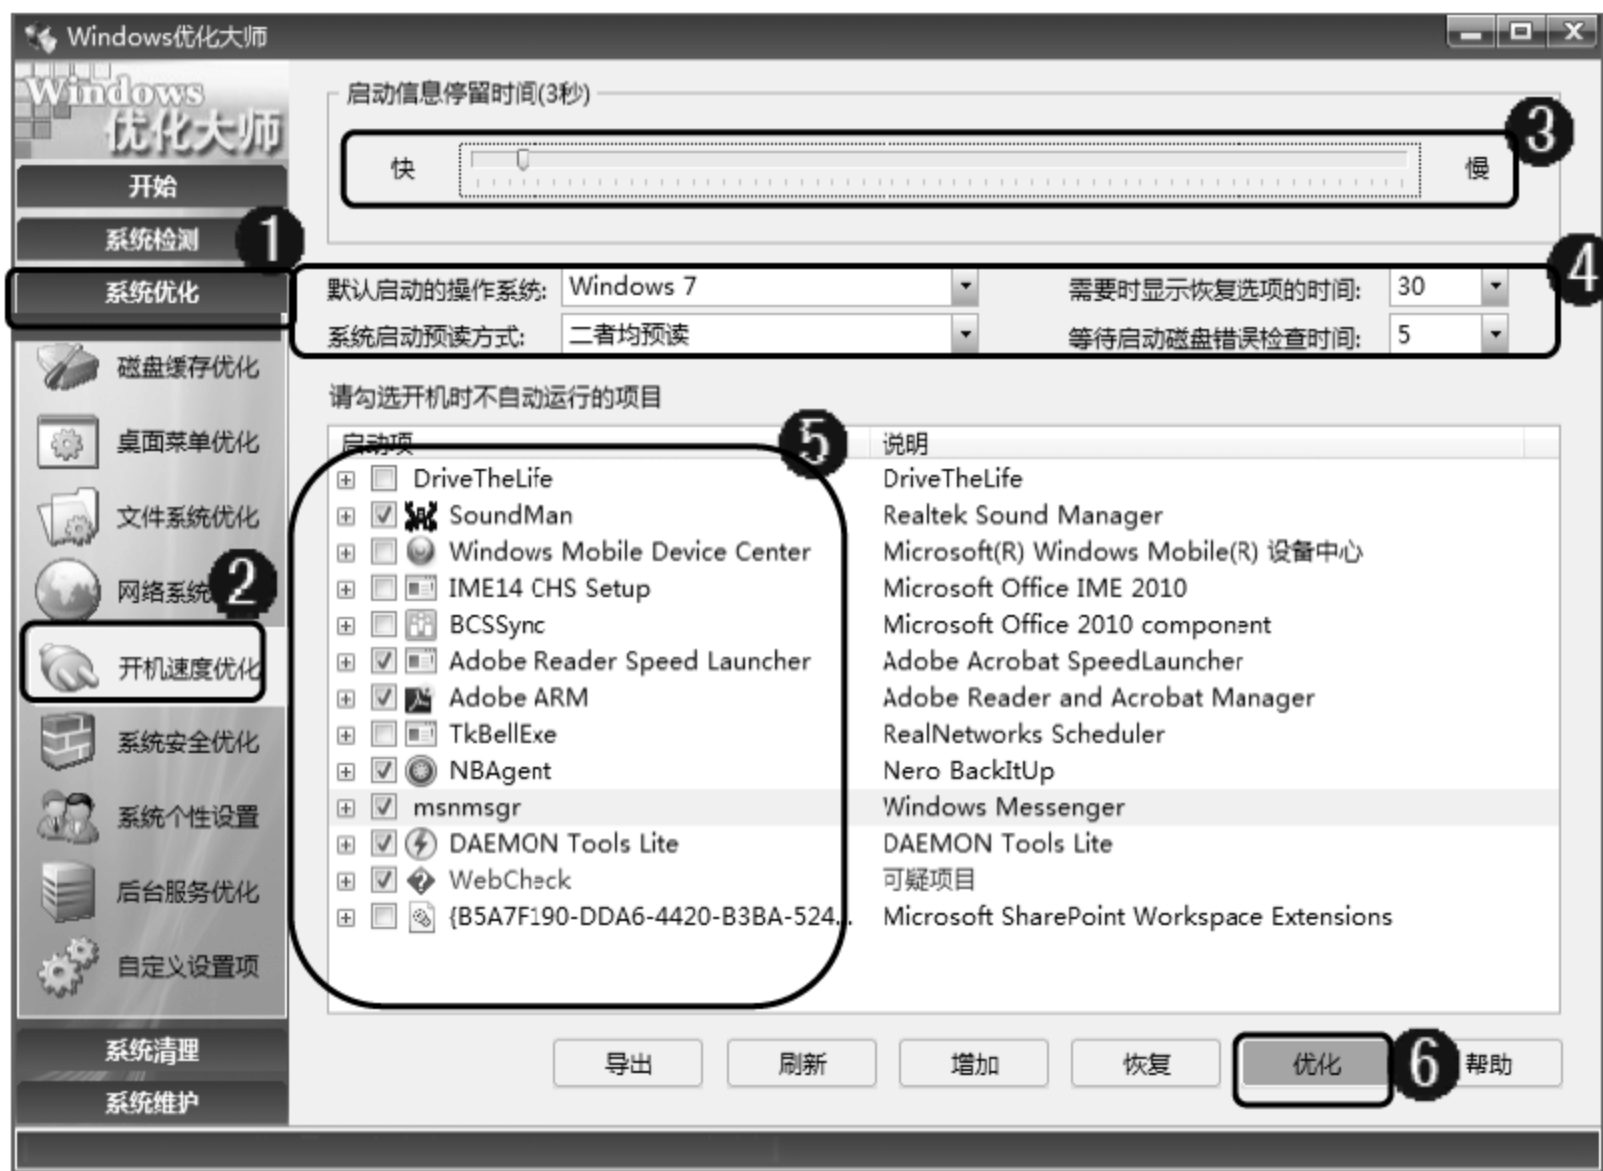 Windows优化大师
Windows
优化大师
开始
系统检测
1
系统优化
磁盘缓存优化
桌面菜单优化
文件系统优化
网络系统
2
开机速度优化
系统安全优化
系统个性设置
后台服务优化
自定义设置项
系统清理
系统维护
启动信息停留时间(3秒)
3
快
慢
4
默认启动的操作系统: Windows 7 需要时显示恢复选项的时间: 30
系统启动预读方式: 二者均预读 等待启动磁盘错误检查时间: 5
请勾选开机时不自动运行的项目
5
启动项 说明
DriveTheLife DriveTheLife
SoundMan Realtek Sound Manager
Windows Mobile Device Center Microsoft(R) Windows Mobile(R) 设备中心
IME14 CHS Setup Microsoft Office IME 2010
BCSSync Microsoft Office 2010 component
Adobe Reader Speed Launcher Adobe Acrobat SpeedLauncher
Adobe ARM Adobe Reader and Acrobat Manager
TkBellExe RealNetworks Scheduler
NBAgent Nero BackItUp
msnmsgr Windows Messenger
DAEMON Tools Lite DAEMON Tools Lite
WebCheck 可疑项目
{B5A7F190-DDA6-4420-B3BA-524... Microsoft SharePoint Workspace Extensions
导出 刷新 增加 恢复 优化 6 帮助